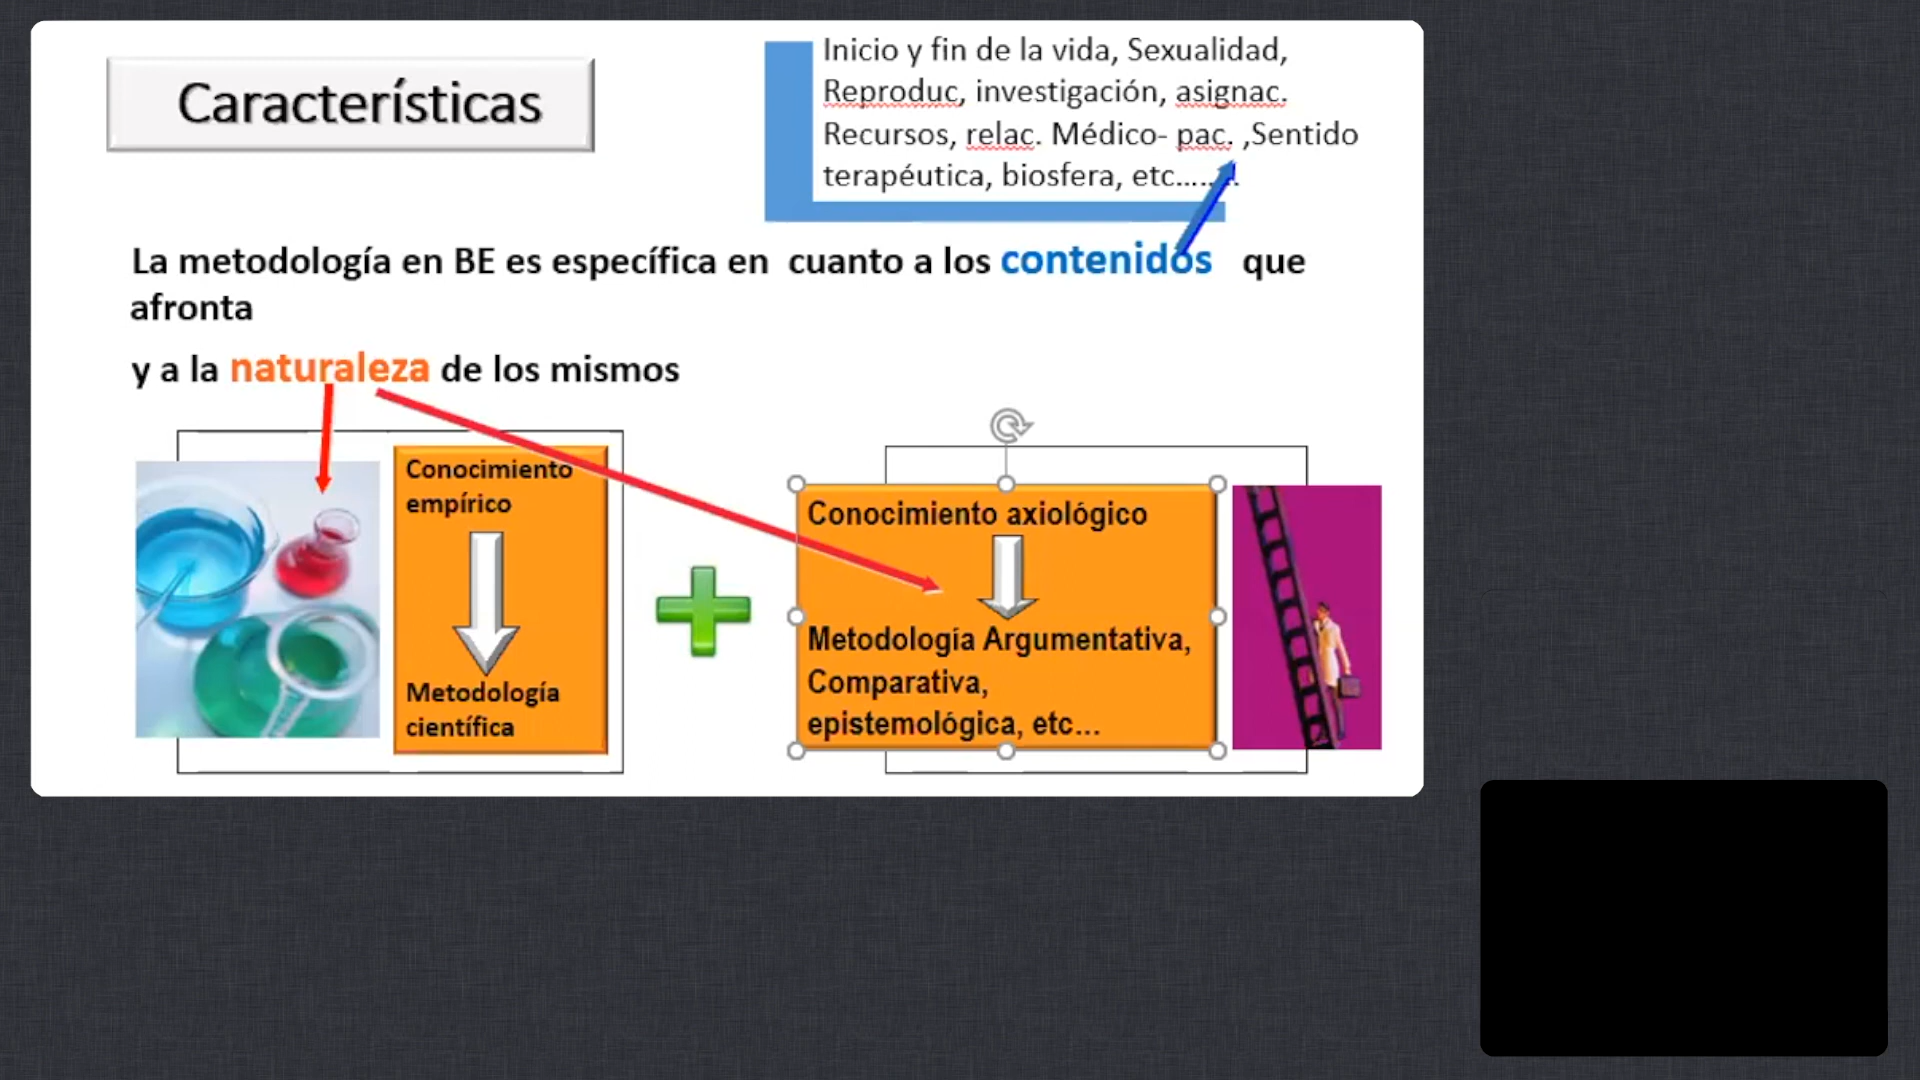 Características
Inicio y fin de la vida, Sexualidad,
Reproduc, investigación, asignac.
Recursos, relac. Médico- pac. ,Sentido
terapéutica, biosfera, etc........
La metodología en BE es específica en cuanto a los contenidos que
afronta
y a la naturaleza de los mismos
Conocimiento
empírico
Metodología
científica
Conocimiento axiológico
Metodología Argumentativa,
Comparativa,
epistemológica, etc...